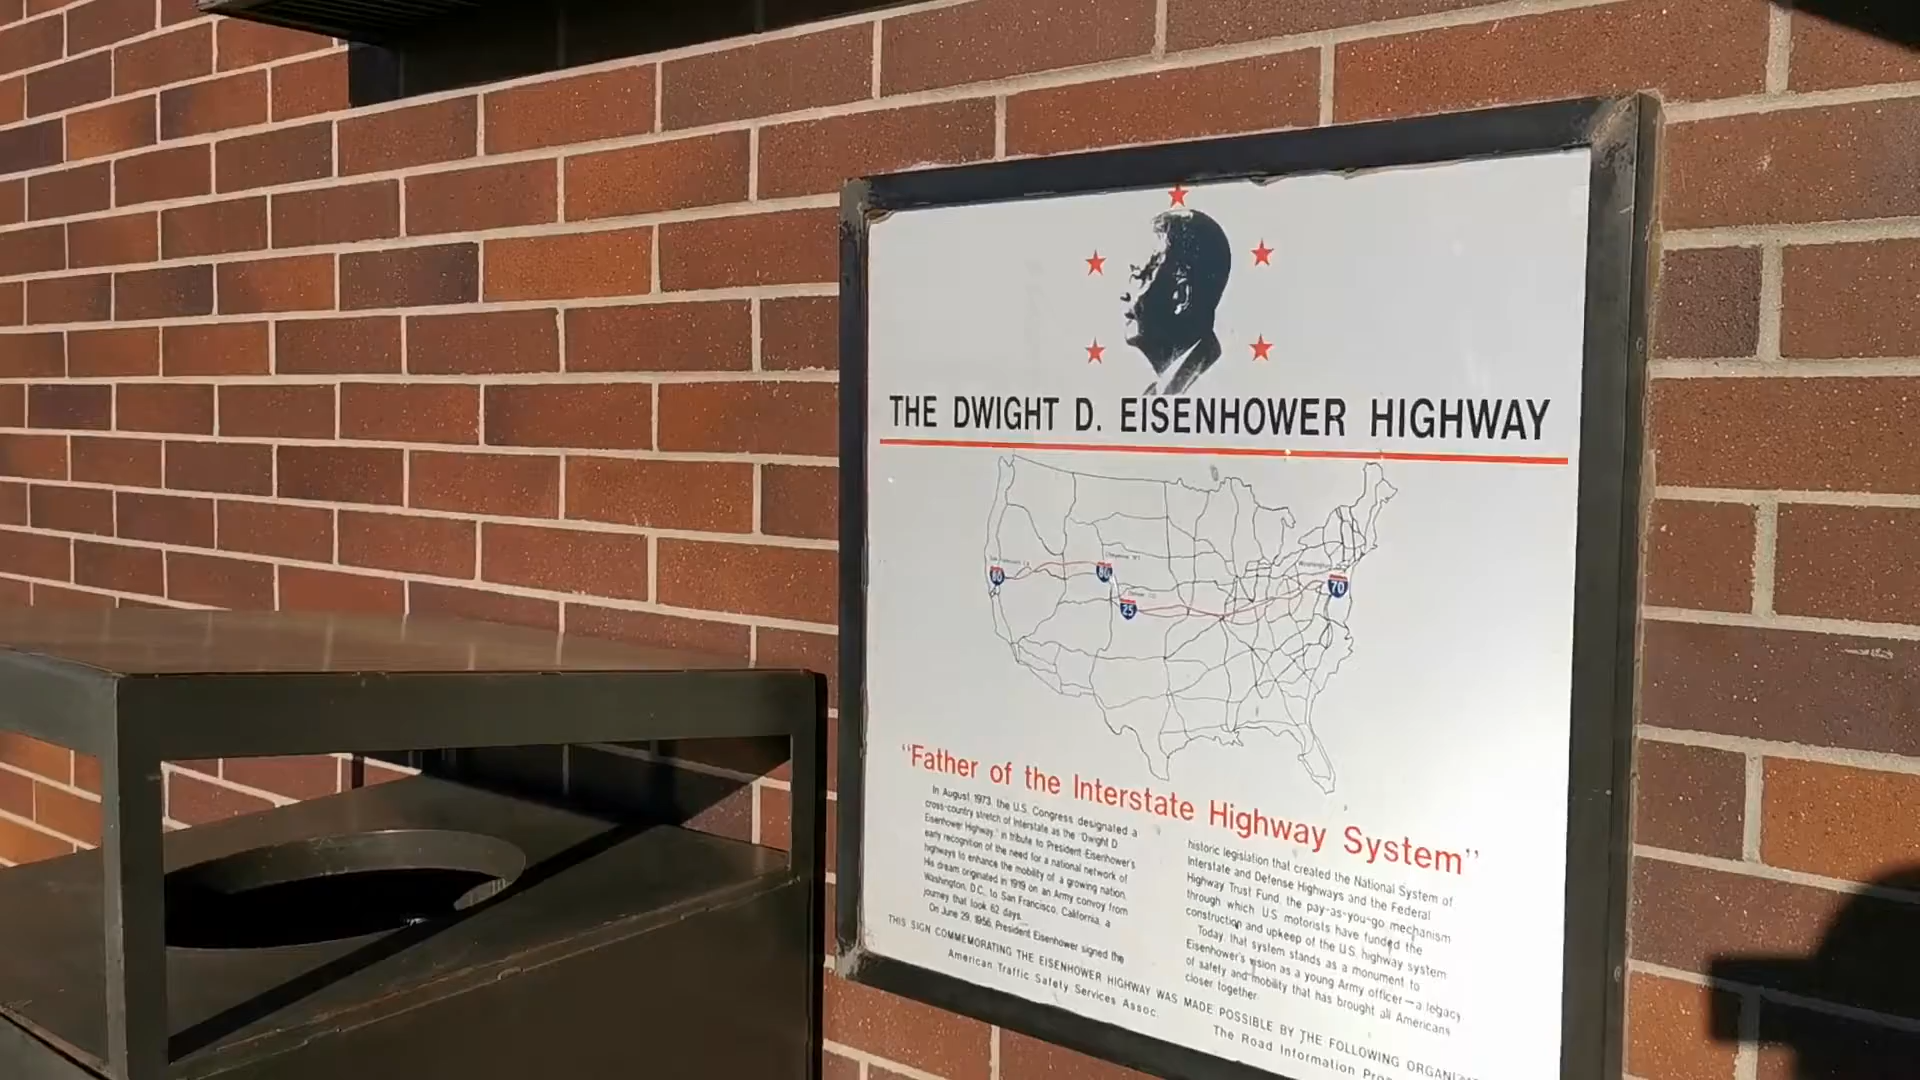 THE DWIGHT D. EISENHOWER HIGHWAY
80
Cheyenne, WY
80
Denver, CO
25
70
"Father of the Interstate Highway System"
In August, 1973, the U.S. Congress designated a
cross-country stretch of Interstate as the "Dwight D.
Eisenhower Highway," in tribute to President Eisenhower's
early recognition of the need for a national network of
highways to enhance the mobility of a growing nation.
His dream originated in 1919 on an Army convoy from
Washington, D.C., to San Francisco, California, a
journey that took 62 days.
On June 29, 1956, President Eisenhower signed the
historic legislation that created the National System of
Interstate and Defense Highways and the Federal
Highway Trust Fund, the pay-as-you-go mechanism
through which U.S. motorists have funded the
construction and upkeep of the U.S. highway system
Today, that system stands as a monument to
Eisenhower's vision as a young Army officer—a legacy
of safety and mobility that has brought all Americans
closer together.
THIS SIGN COMMEMORATING THE EISENHOWER HIGHWAY WAS MADE POSSIBLE BY THE FOLLOWING
American Traffic Safety Services Assoc.
The Road Information